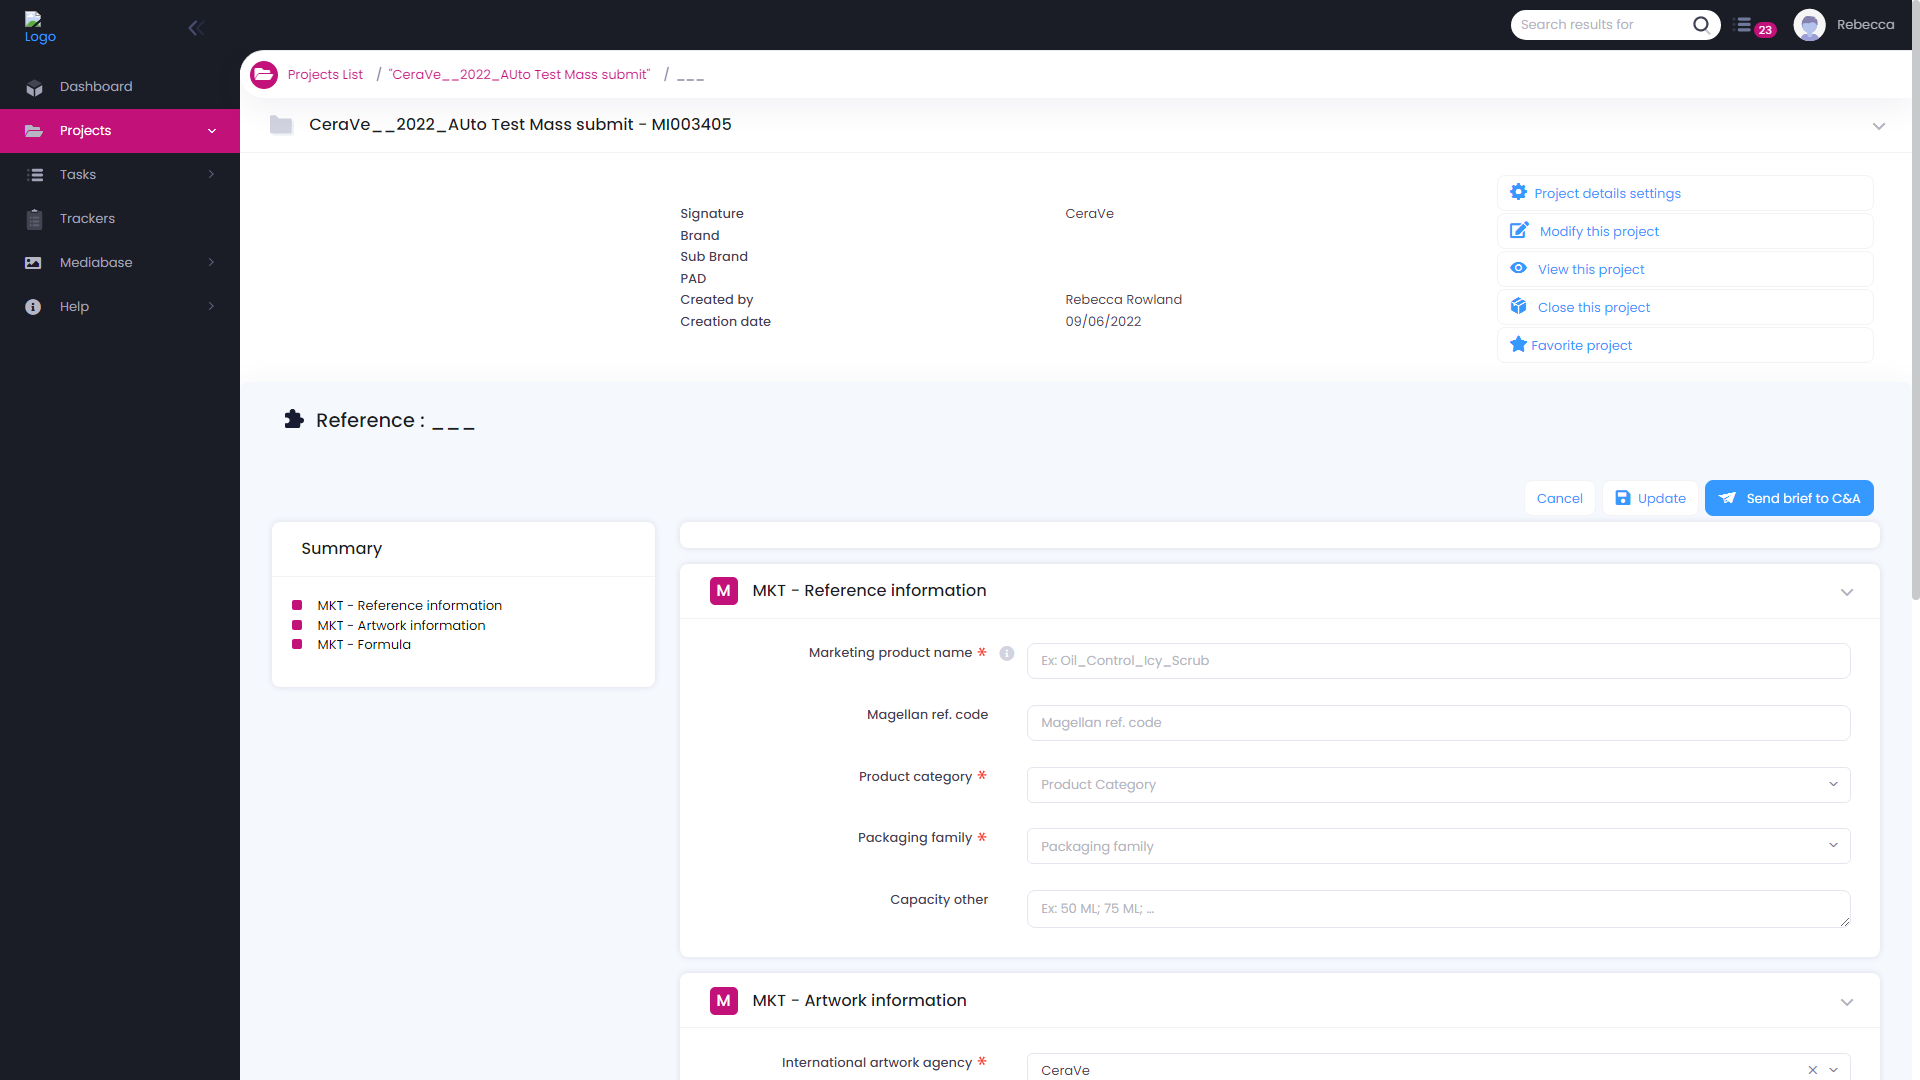 Logo
Search results for
23
Rebecca
Dashboard
Projects
Tasks
Trackers
Mediabase
Help
Projects List / "CeraVe__2022_AUto Test Mass submit" / ___
CeraVe__2022_AUto Test Mass submit - MI003405
Signature CeraVe
Brand
Sub Brand
PAD
Created by Rebecca Rowland
Creation date 09/06/2022
Project details settings
Modify this project
View this project
Close this project
Favorite project
Reference : ___
Cancel
Update
Send brief to C&A
Summary
MKT - Reference information
MKT - Artwork information
MKT - Formula
M MKT - Reference information
Marketing product name * i Ex: Oil_Control_Icy_Scrub
Magellan ref. code Magellan ref. code
Product category * Product Category
Packaging family * Packaging family
Capacity other Ex: 50 ML; 75 ML; ...
M MKT - Artwork information
International artwork agency * CeraVe ×